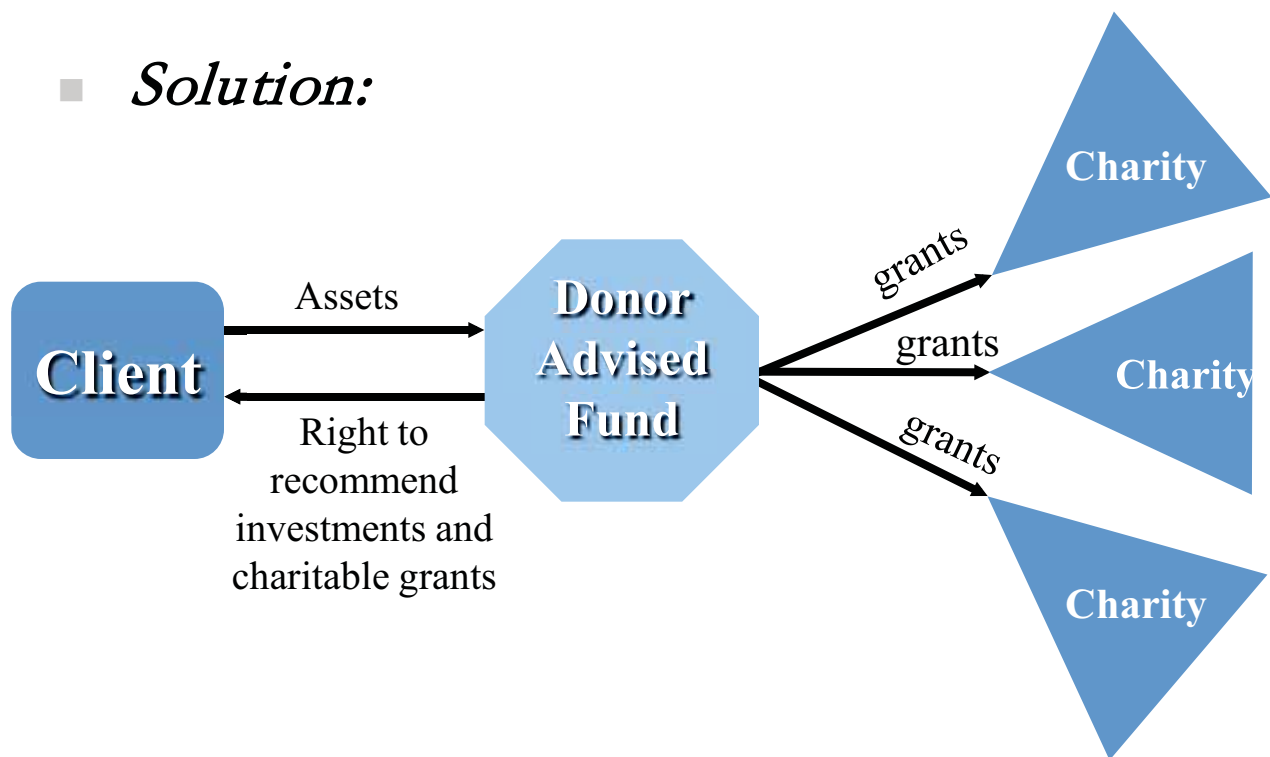 Solution:
Client
Assets
Right to
recommend
investments and
charitable grants
Donor
Advised
Fund
grants
grants
grants
Charity
Charity
Charity